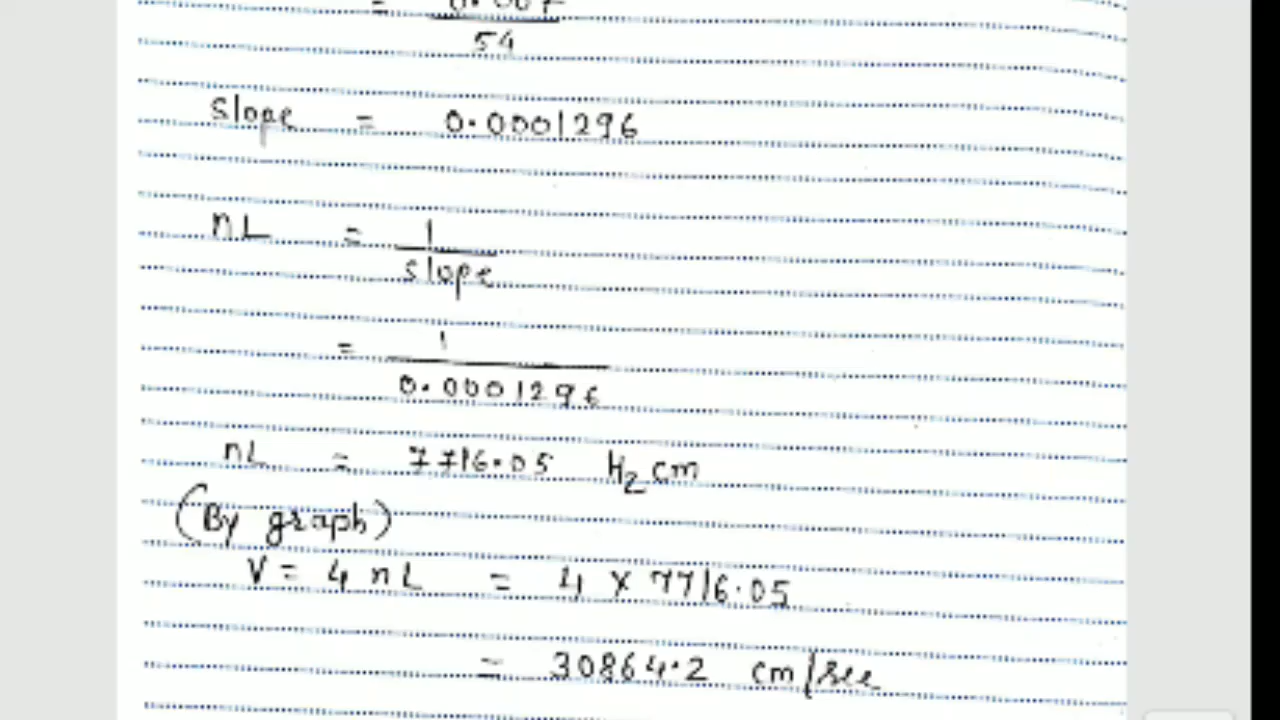 =
54
slope = 0.0001296
nL = 1
slope
= 1
0.0001296
nL = 7716.05 Hz cm
(By graph)
V = 4 nL = 4 x 7716.05
= 30864.2 cm/sec